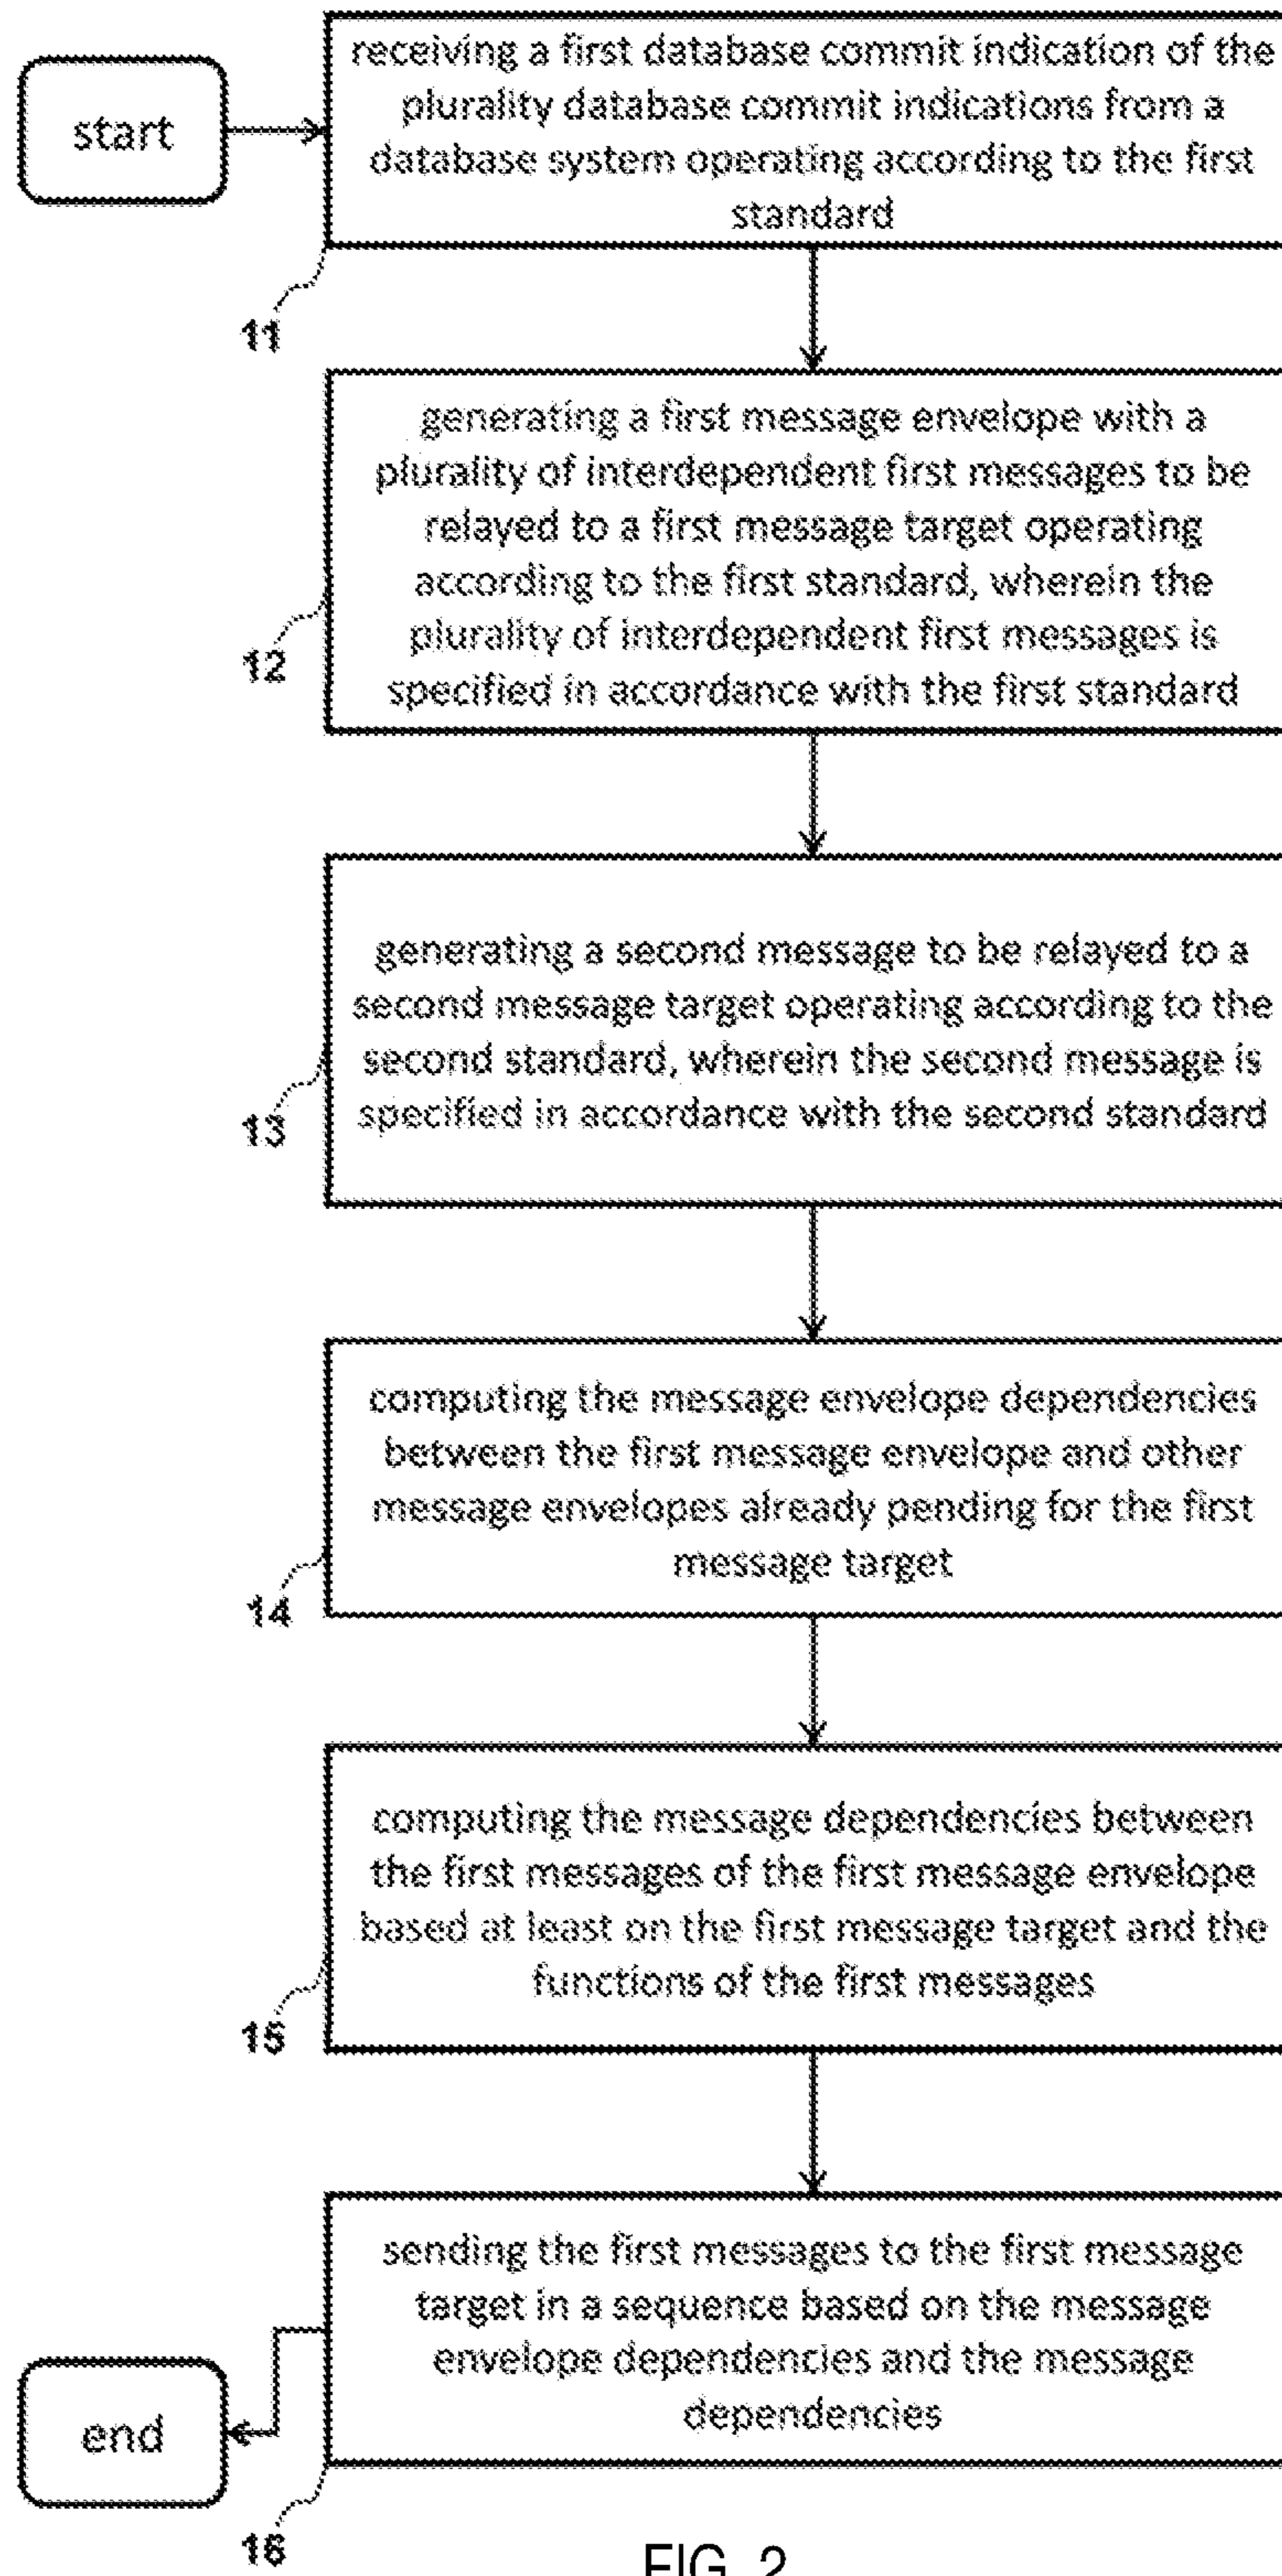 start
receiving a first database commit indication of the
plurality database commit indications from a
database system operating according to the first
standard
11
generating a first message envelope with a
plurality of interdependent first messages to be
relayed to a first message target operating
according to the first standard, wherein the
plurality of interdependent first messages is
specified in accordance with the first standard
12
generating a second message to be relayed to a
second message target operating according to the
second standard, wherein the second message is
specified in accordance with the second standard
13
computing the message envelope dependencies
between the first message envelope and other
message envelopes already pending for the first
message target
14
computing the message dependencies between
the first messages of the first message envelope
based at least on the first message target and the
functions of the first messages
15
sending the first messages to the first message
target in a sequence based on the message
envelope dependencies and the message
dependencies
end
16
FIG. 2